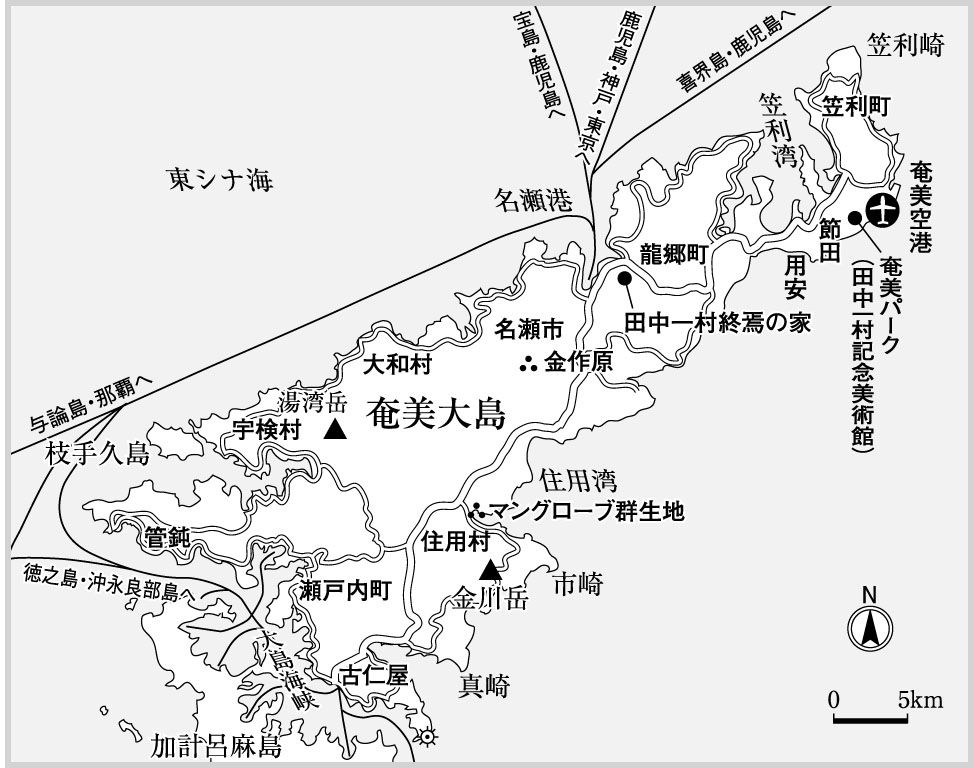 宝島・鹿児島へ
鹿児島・神戸・東京へ
喜界島・鹿児島へ
笠利崎
笠利町
笠利湾
東シナ海
名瀬港
奄美空港
節田
龍郷町
用安
奄美パーク
(田中一村記念美術館)
田中一村終焉の家
名瀬市
金作原
大和村
与論島・那覇へ
湯湾岳
奄美大島
宇検村
枝手久島
住用湾
マングローブ群生地
管鈍
住用村
徳之島・沖永良部島へ
瀬戸内町
金川岳
市崎
N
大島海峡
古仁屋
真崎
0 5km
加計呂麻島